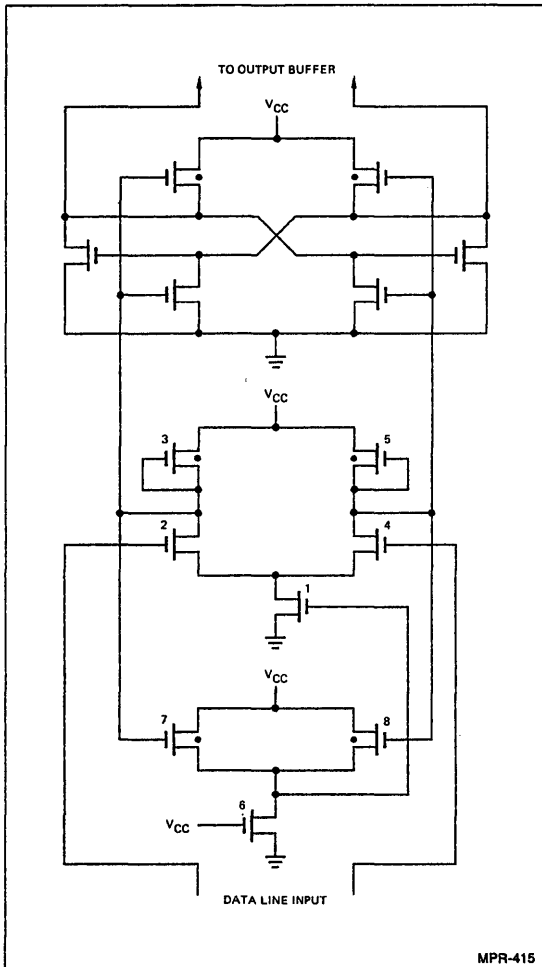 TO OUTPUT BUFFER
VCC
VCC
3
5
2
4
1
VCC
7
8
6
VCC
DATA LINE INPUT
MPR-415